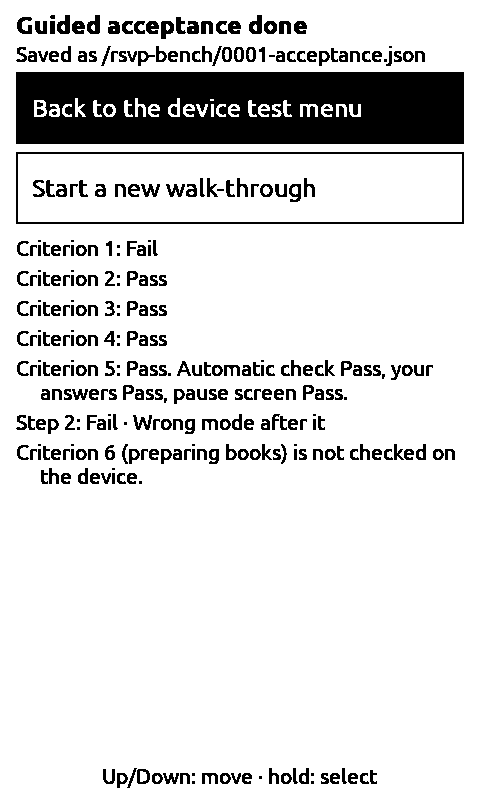 Guided acceptance done
Saved as /rsvp-bench/0001-acceptance.json
Back to the device test menu
Start a new walk-through
Criterion 1: Fail
Criterion 2: Pass
Criterion 3: Pass
Criterion 4: Pass
Criterion 5: Pass. Automatic check Pass, your
answers Pass, pause screen Pass.
Step 2: Fail · Wrong mode after it
Criterion 6 (preparing books) is not checked on
the device.
Up/Down: move · hold: select